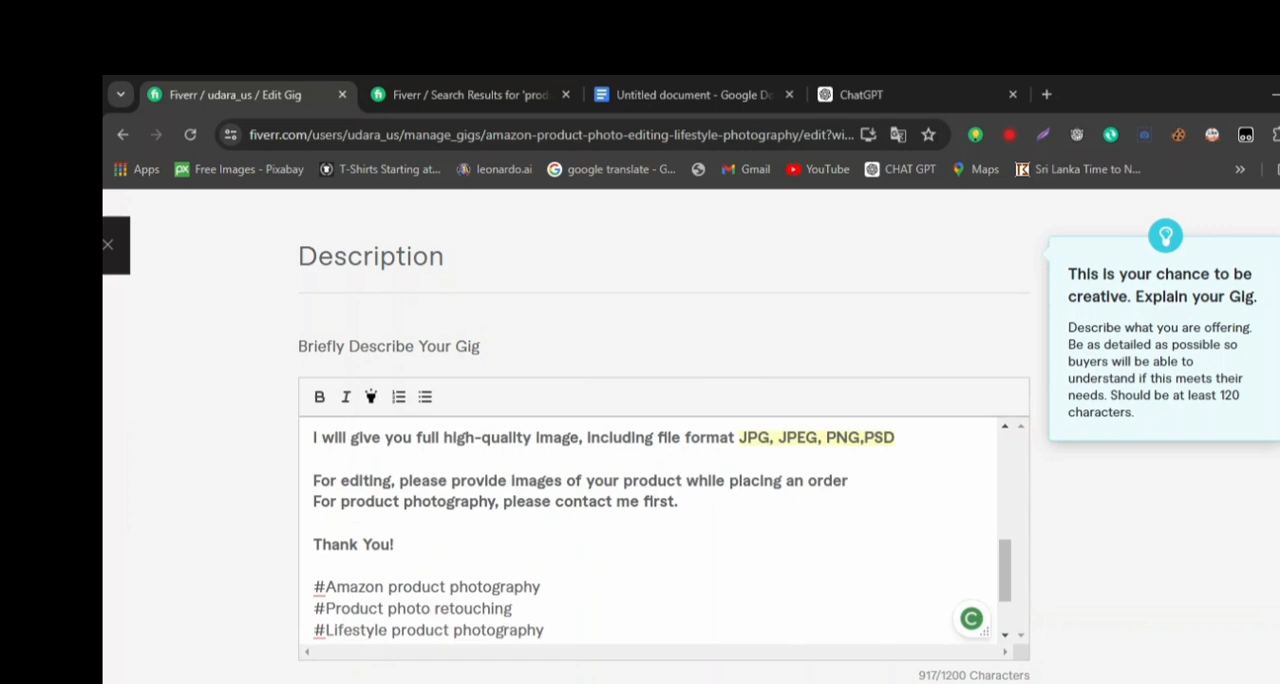 Fiverr / udara_us / Edit Gig
Fiverr / Search Results for 'prod
Untitled document - Google Do
ChatGPT
fiverr.com/users/udara_us/manage_gigs/amazon-product-photo-editing-lifestyle-photography/edit?wi...
Apps
Free Images - Pixabay
T-Shirts Starting at...
leonardo.ai
google translate - G...
Gmail
YouTube
CHAT GPT
Maps
Sri Lanka Time to N...
Description
Briefly Describe Your Gig
B I
I will give you full high-quality image, including file format JPG, JPEG, PNG,PSD
For editing, please provide images of your product while placing an order
For product photography, please contact me first.
Thank You!
#Amazon product photography
#Product photo retouching
#Lifestyle product photography
917/1200 Characters
This is your chance to be
creative. Explain your Gig.
Describe what you are offering.
Be as detailed as possible so
buyers will be able to
understand if this meets their
needs. Should be at least 120
characters.